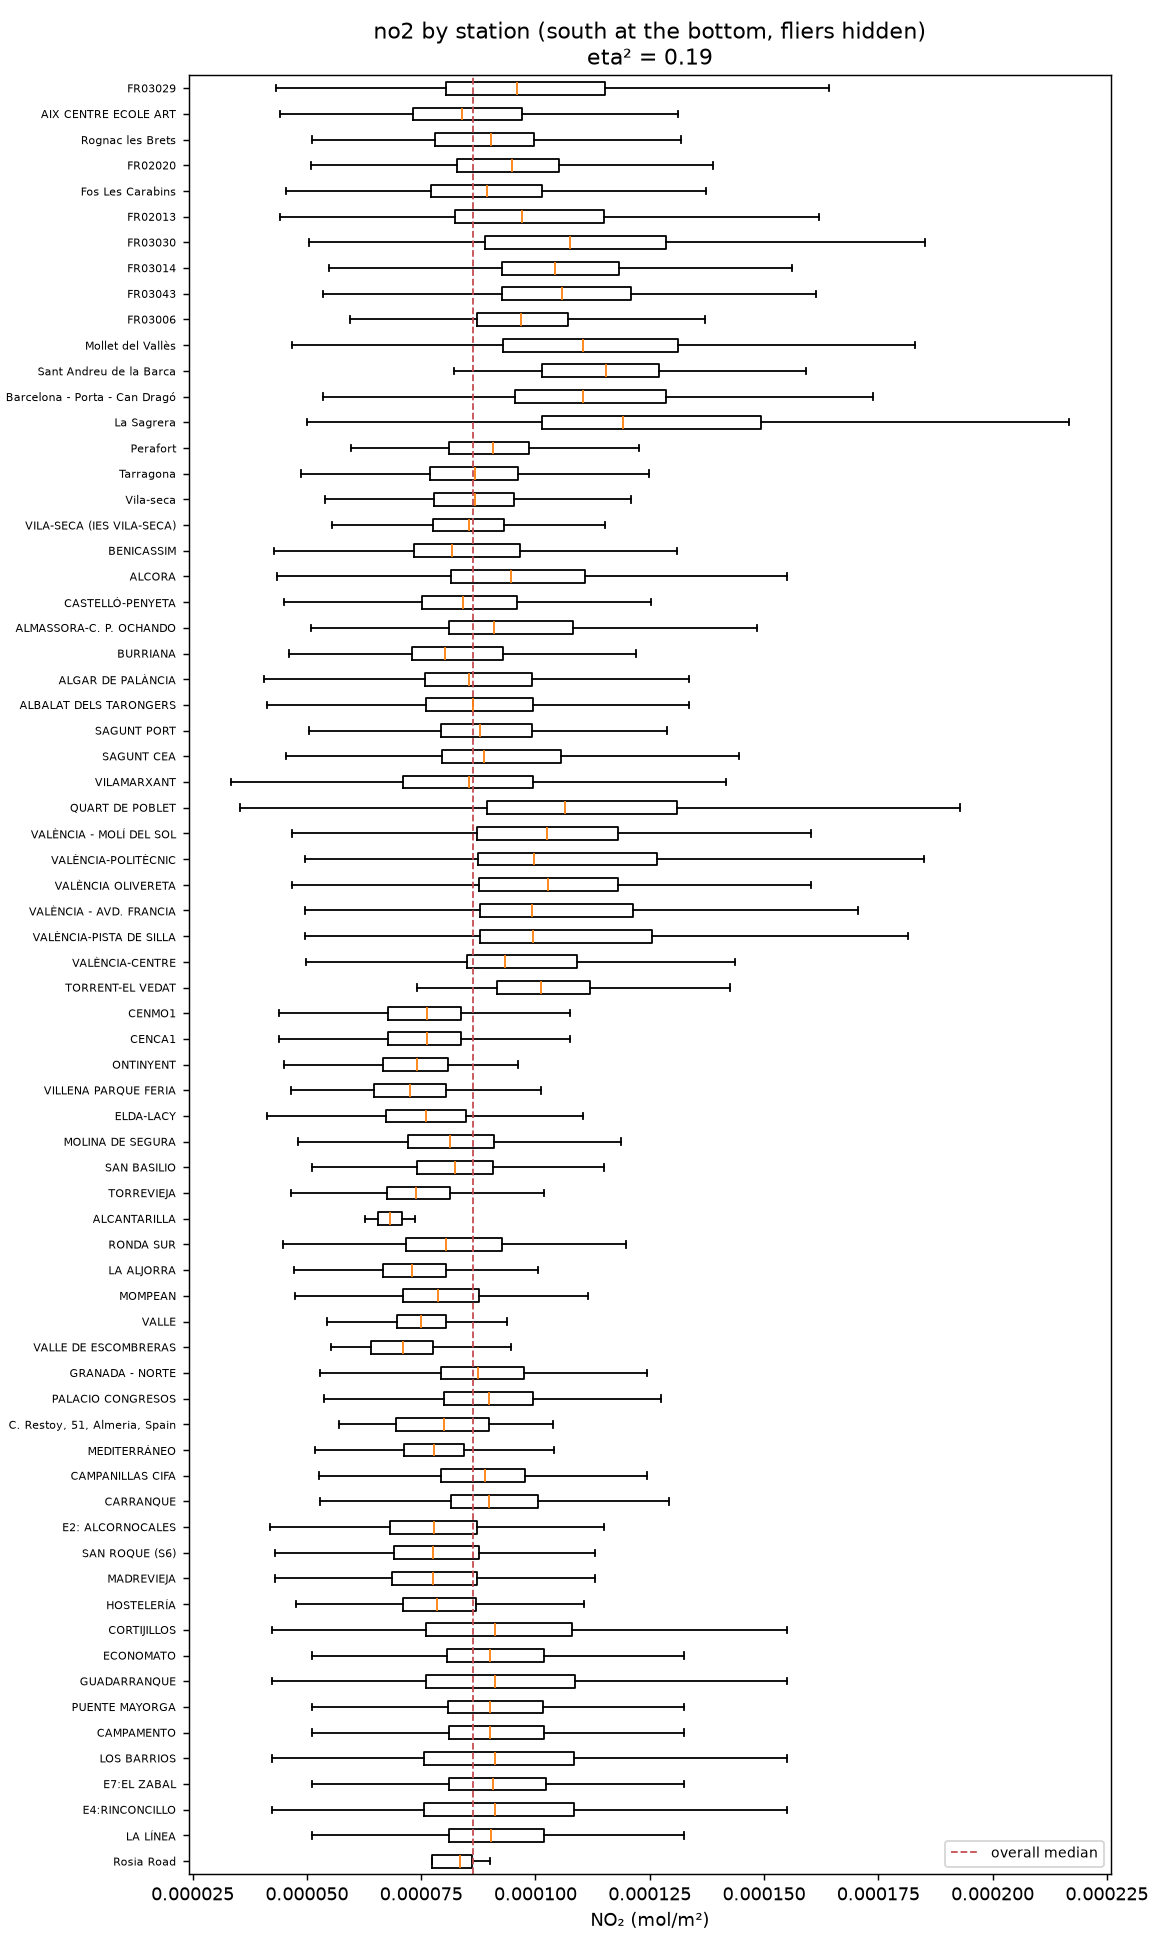 no2 by station (south at the bottom, fliers hidden)
eta² = 0.19
FR03029
AIX CENTRE ECOLE ART
Rognac les Brets
FR02020
Fos Les Carabins
FR02013
FR03030
FR03014
FR03043
FR03006
Mollet del Vallès
Sant Andreu de la Barca
Barcelona - Porta - Can Dragó
La Sagrera
Perafort
Tarragona
Vila-seca
VILA-SECA (IES VILA-SECA)
BENICASSIM
ALCORA
CASTELLÓ-PENYETA
ALMASSORA-C. P. OCHANDO
BURRIANA
ALGAR DE PALÀNCIA
ALBALAT DELS TARONGERS
SAGUNT PORT
SAGUNT CEA
VILAMARXANT
QUART DE POBLET
VALÈNCIA - MOLÍ DEL SOL
VALÈNCIA-POLITÈCNIC
VALÈNCIA OLIVERETA
VALÈNCIA - AVD. FRANCIA
VALÈNCIA-PISTA DE SILLA
VALÈNCIA-CENTRE
TORRENT-EL VEDAT
CENMO1
CENCA1
ONTINYENT
VILLENA PARQUE FERIA
ELDA-LACY
MOLINA DE SEGURA
SAN BASILIO
TORREVIEJA
ALCANTARILLA
RONDA SUR
LA ALJORRA
MOMPEAN
VALLE
VALLE DE ESCOMBRERAS
GRANADA - NORTE
PALACIO CONGRESOS
C. Restoy, 51, Almeria, Spain
MEDITERRÁNEO
CAMPANILLAS CIFA
CARRANQUE
E2: ALCORNOCALES
SAN ROQUE (S6)
MADREVIEJA
HOSTELERÍA
CORTIJILLOS
ECONOMATO
GUADARRANQUE
PUENTE MAYORGA
CAMPAMENTO
LOS BARRIOS
E7:EL ZABAL
E4:RINCONCILLO
LA LÍNEA
Rosia Road
overall median
0.000025 0.000050 0.000075 0.000100 0.000125 0.000150 0.000175 0.000200 0.000225
NO₂ (mol/m²)